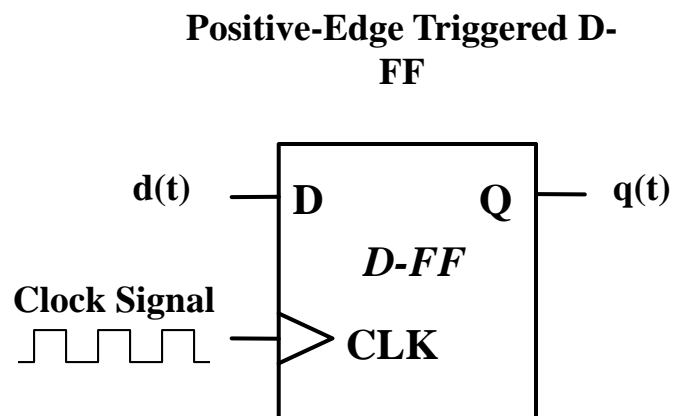 Positive-Edge Triggered D-
FF
d(t)
D
Q
q(t)
D-FF
Clock Signal
CLK